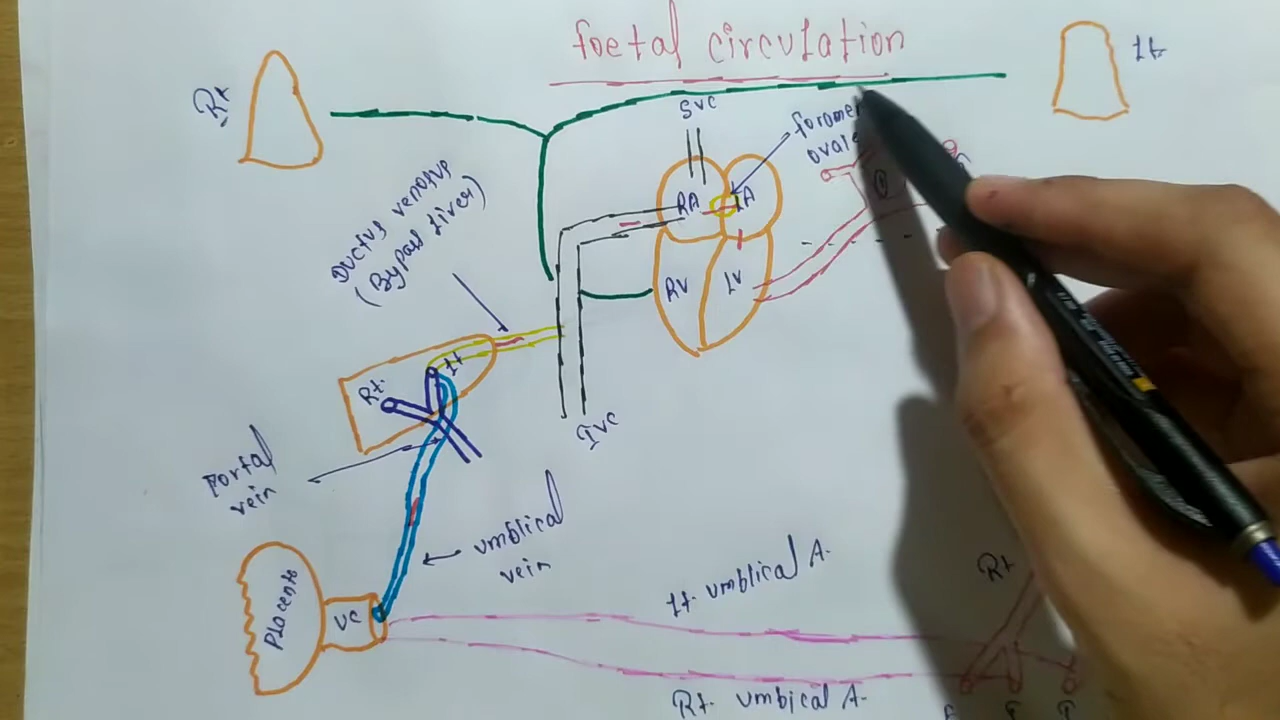 foetal circulation
Rt
lt
SVC
foramen
ovale
Ductus venosus
(Bypass liver)
RA
LA
RV
LV
Rt.
lt
IVC
portal
vein
umblical
vein
placenta
UC
lt. umblical A.
Rt
Rt. umbical A.